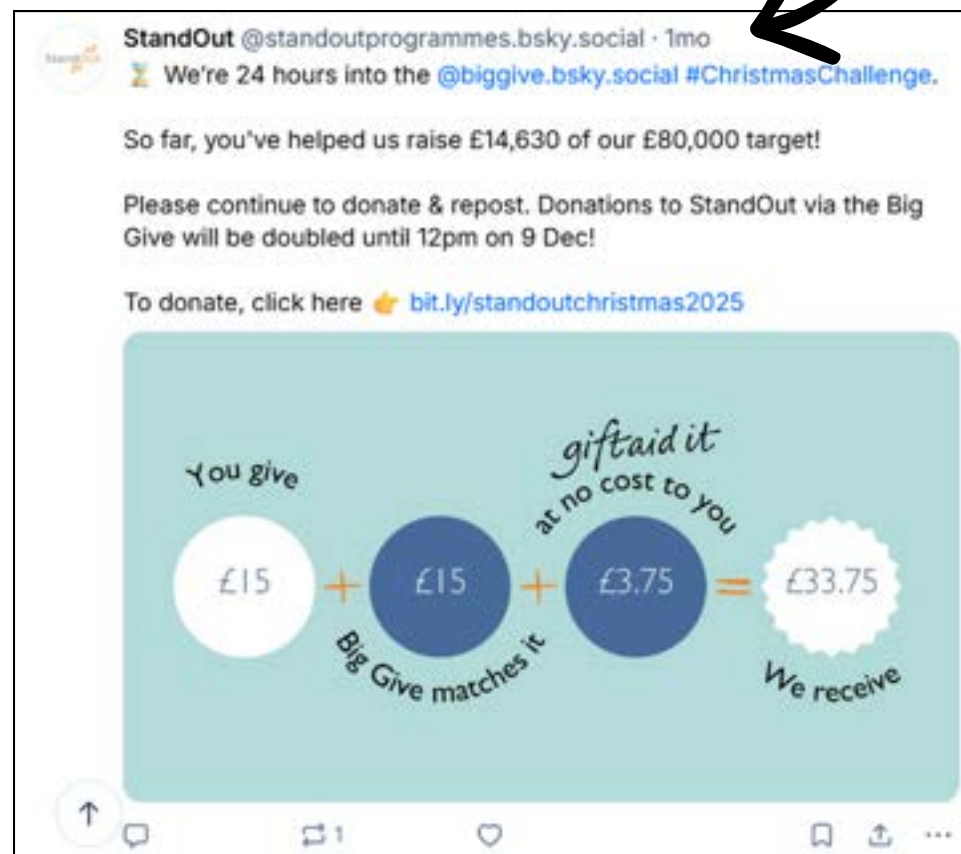 StandOut @standoutprogrammes.bsky.social · 1mo
StandOut
⏳ We're 24 hours into the @biggive.bsky.social #ChristmasChallenge.
So far, you've helped us raise £14,630 of our £80,000 target!
Please continue to donate & repost. Donations to StandOut via the Big
Give will be doubled until 12pm on 9 Dec!
To donate, click here 👉 bit.ly/standoutchristmas2025
You give
£15
+
£15
Big Give matches it
+
giftaid it
at no cost to you
£3.75
=
£33.75
We receive
1